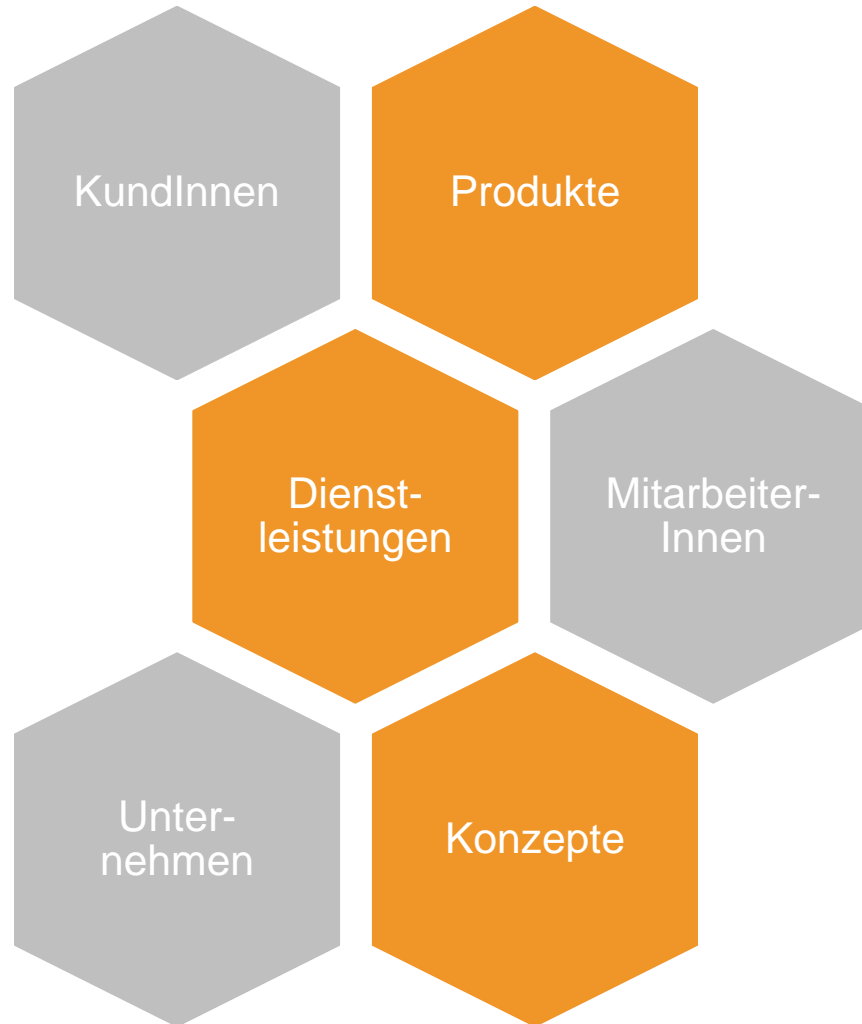 KundInnen
Produkte
Dienst-
leistungen
Mitarbeiter-
Innen
Unter-
nehmen
Konzepte